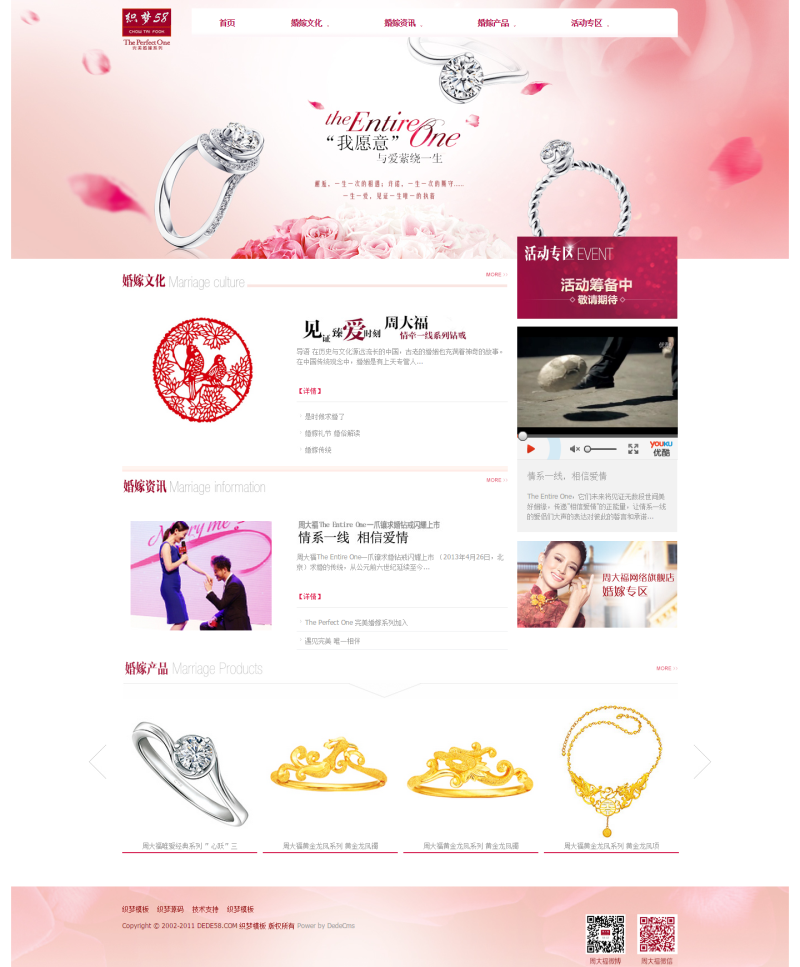 织梦58
CHOW TAI FOOK
The Perfect One
首页
婚嫁文化
婚嫁资讯
婚嫁产品
活动专区
the Entire One
“我愿意”
与爱萦绕一生
邂逅,一生一次的相遇;许诺,一生一次的厮守.....
一生一爱,见证一生唯一的执着
婚嫁文化 Marriage culture
MORE
见证臻爱时刻 周大福
情牵一线系列钻戒
导语 在历史与文化源远流长的中国,古老的婚姻也充满着神奇的故事。
在中国传统观念中,婚姻是有上天专管人...
【详情】
是时候求婚了
婚嫁礼节 婚俗解读
婚嫁传统
活动专区 EVENT
活动筹备中
敬请期待
YOUKU
优酷
情系一线,相信爱情
The Entire One,它们未来将见证无数段世间美
好姻缘,传递“相信爱情”的正能量,让情系一线
的爱侣们大声的表达对彼此的誓言和承诺...
婚嫁资讯 Marriage information
MORE
周大福The Entire One一爪镶求婚钻戒闪耀上市
情系一线 相信爱情
周大福The Entire One一爪镶求婚钻戒闪耀上市 (2013年4月26日,北
京)求婚的传统,从公元前六世纪延续至今...
【详情】
The Perfect One 完美婚嫁系列加入
遇见完美 唯一相伴
周大福网络旗舰店
婚嫁专区
婚嫁产品 Marriage Products
MORE
周大福唯爱经典系列 “ 心跃 ” 三
周大福黄金龙凤系列 黄金龙凤镯
周大福黄金龙凤系列 黄金龙凤镯
周大福黄金龙凤系列 黄金龙凤项
织梦模板 织梦源码 技术支持 织梦模板
Copyright © 2002-2011 DEDE58.COM 织梦模板 版权所有 Power by DedeCms
周大福微博
周大福微信